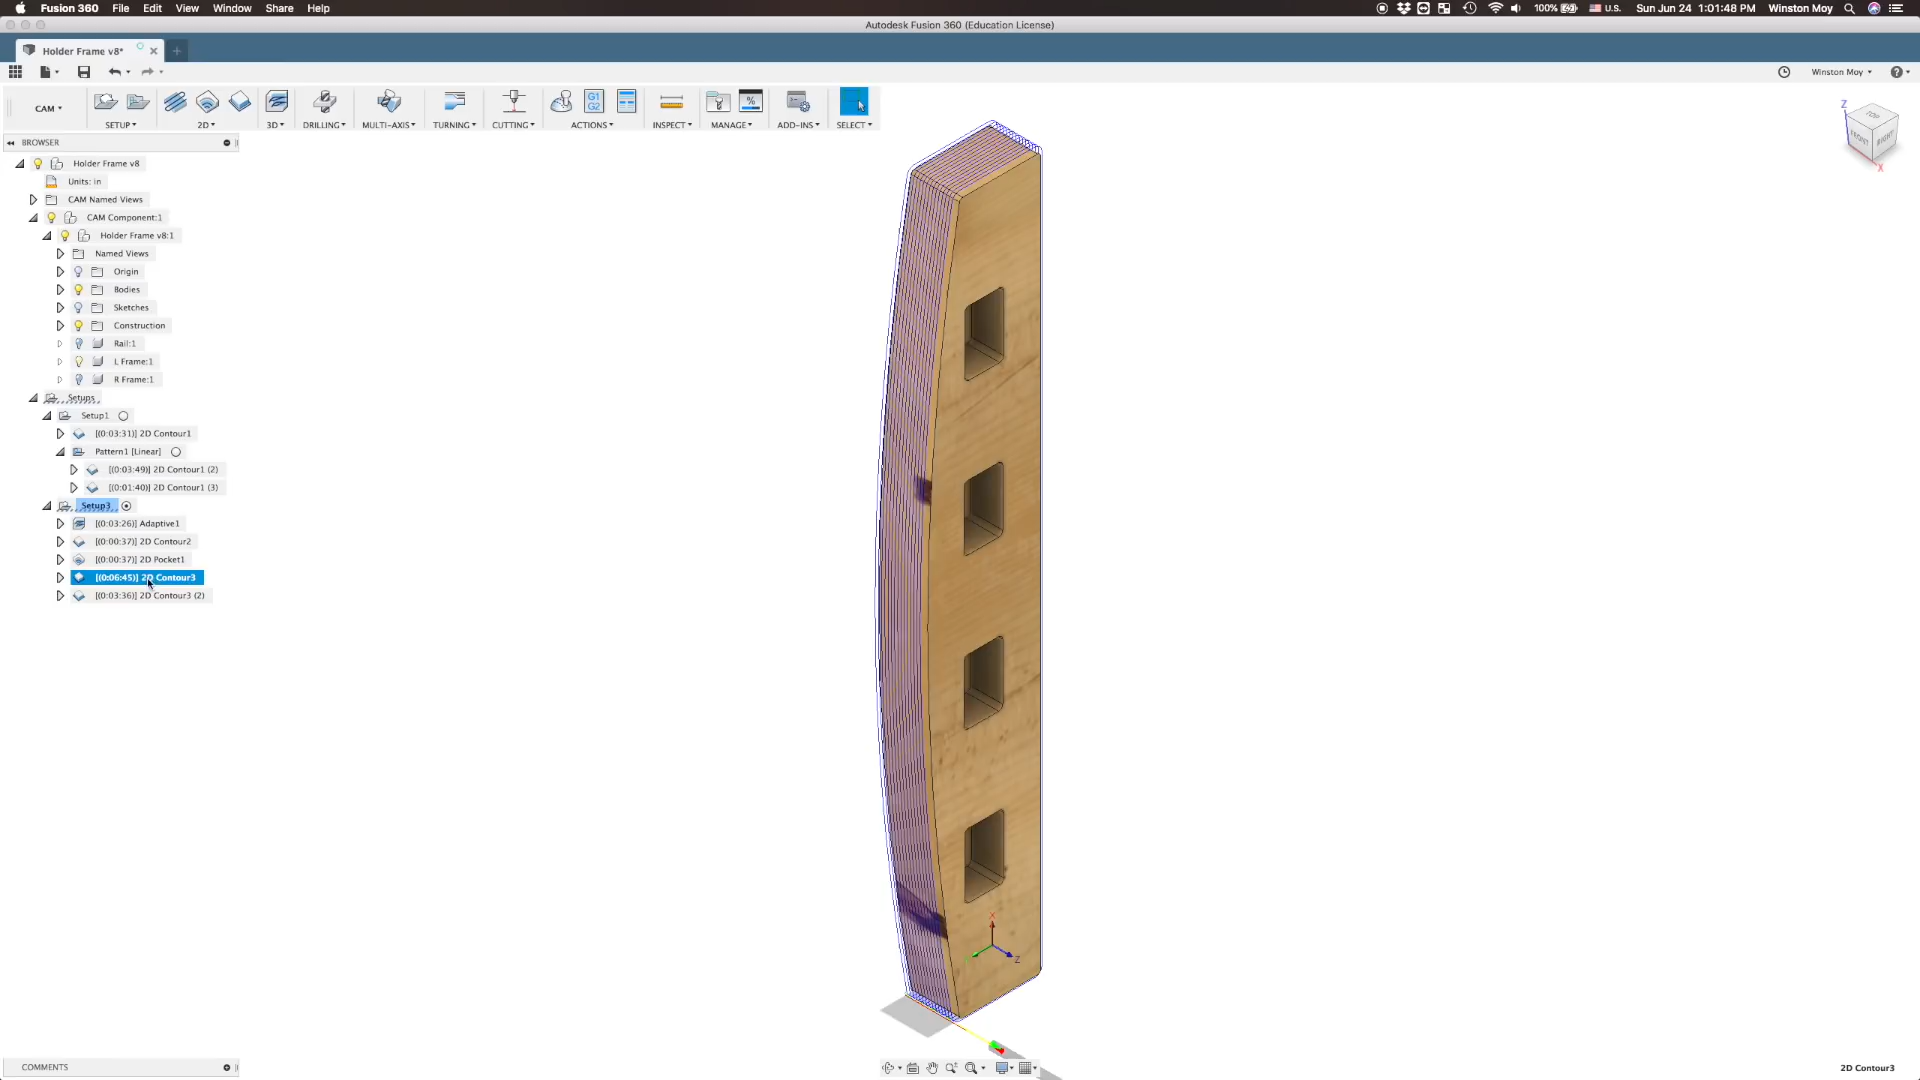 Fusion 360 File Edit View Window Share Help 100% U.S. Sun Jun 24 1:01:48 PM Winston Moy
Autodesk Fusion 360 (Education License)
Holder Frame v8*
Winston Moy
CAM
G1
G2
%
SETUP 2D 3D DRILLING MULTI-AXIS TURNING CUTTING ACTIONS INSPECT MANAGE ADD-INS SELECT
Z
TOP
FRONT
RIGHT
X
BROWSER
Holder Frame v8
Units: in
CAM Named Views
CAM Component:1
Holder Frame v8:1
Named Views
Origin
Bodies
Sketches
Construction
Rail:1
L Frame:1
R Frame:1
Setups
Setup1
[(0:03:31)] 2D Contour1
Pattern1 [Linear]
[(0:03:49)] 2D Contour1 (2)
[(0:01:40)] 2D Contour1 (3)
Setup3
[(0:03:26)] Adaptive1
[(0:00:37)] 2D Contour2
[(0:00:37)] 2D Pocket1
[(0:06:45)] 2D Contour3
[(0:03:36)] 2D Contour3 (2)
X
Z
COMMENTS
2D Contour3